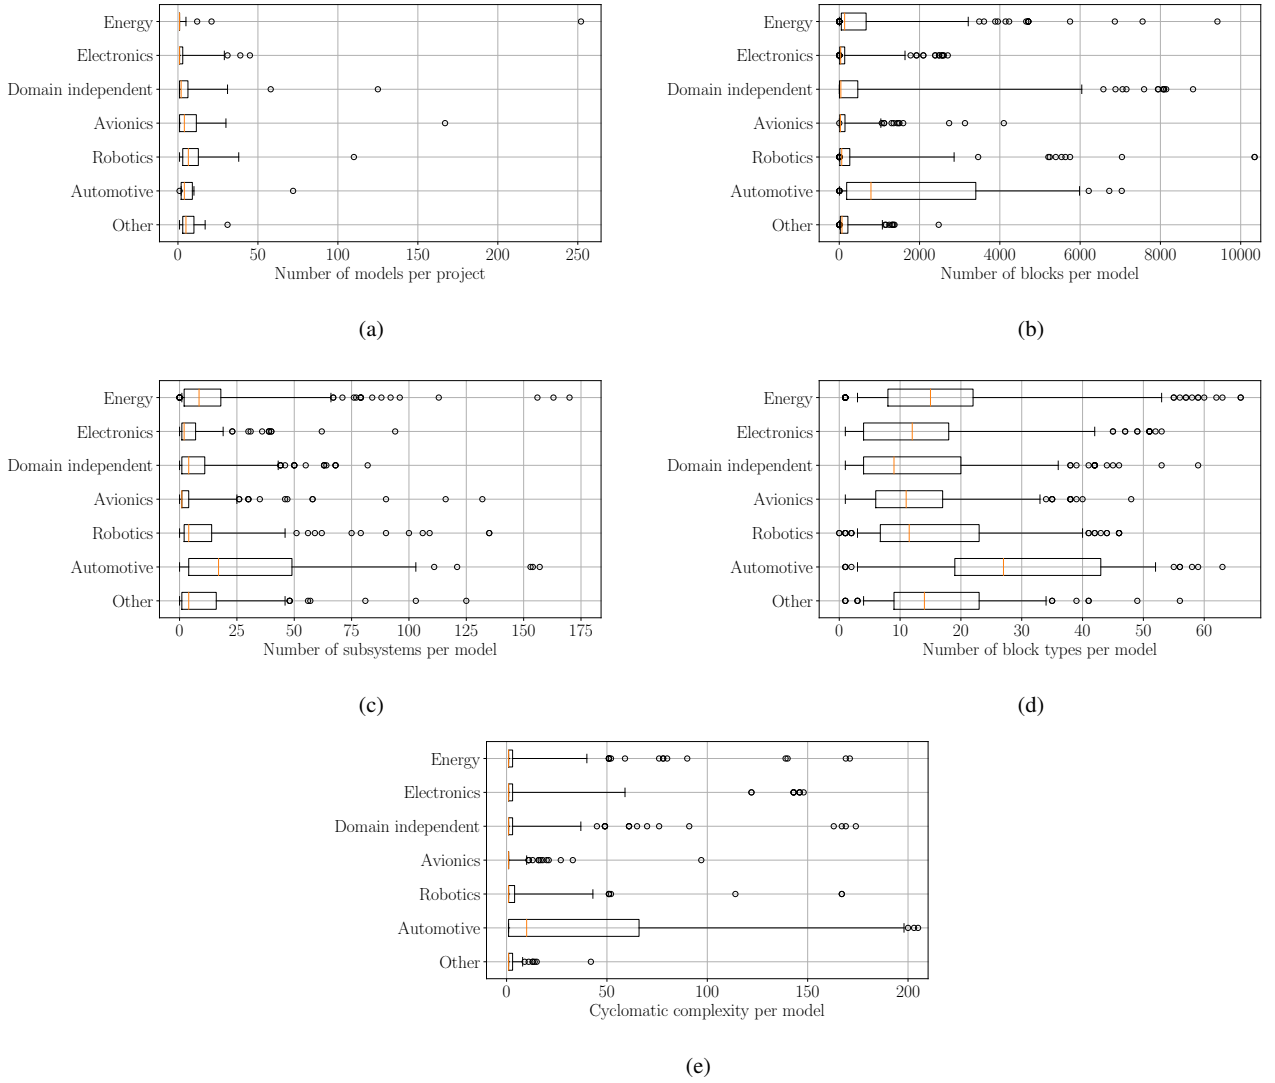 Energy
Electronics
Domain independent
Avionics
Robotics
Automotive
Other
0 50 100 150 200 250
Number of models per project
(a)
Energy
Electronics
Domain independent
Avionics
Robotics
Automotive
Other
0 2000 4000 6000 8000 10000
Number of blocks per model
(b)
Energy
Electronics
Domain independent
Avionics
Robotics
Automotive
Other
0 25 50 75 100 125 150 175
Number of subsystems per model
(c)
Energy
Electronics
Domain independent
Avionics
Robotics
Automotive
Other
0 10 20 30 40 50 60
Number of block types per model
(d)
Energy
Electronics
Domain independent
Avionics
Robotics
Automotive
Other
0 50 100 150 200
Cyclomatic complexity per model
(e)